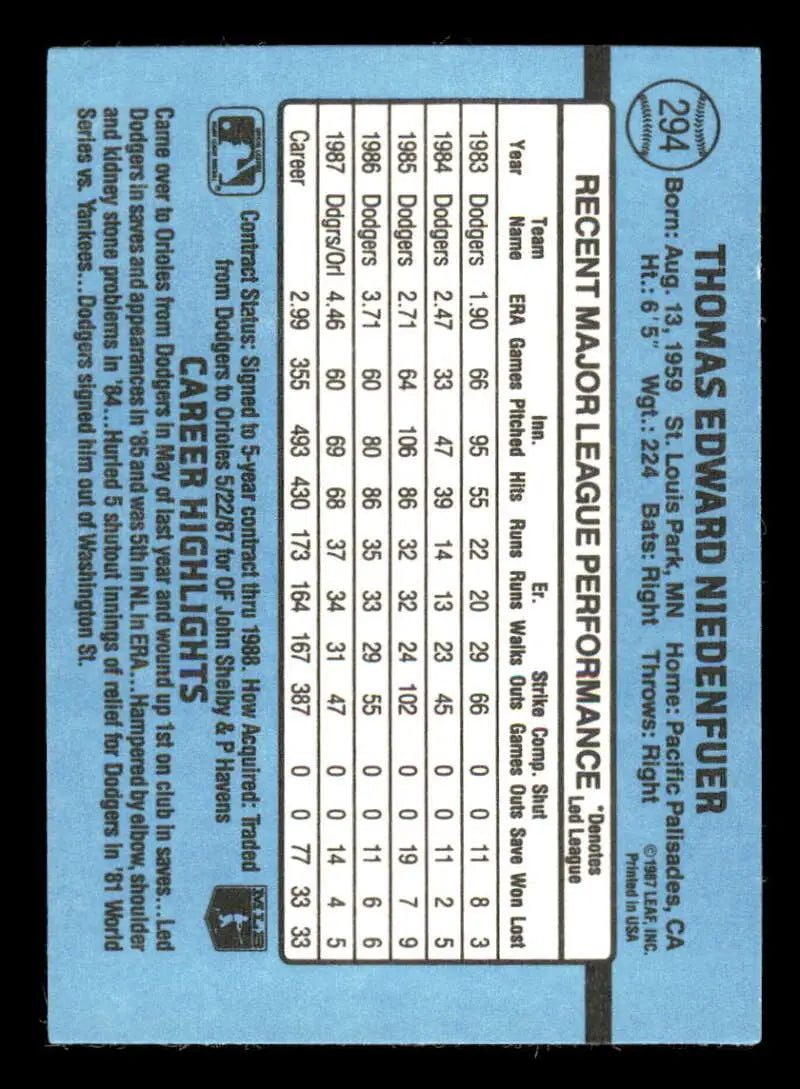 294
THOMAS EDWARD NIEDENFUER
Born: Aug. 13, 1959 St. Louis Park, MN Home: Pacific Palisades, CA
Ht.: 6'5" Wgt.: 224 Bats: Right Throws: Right
©1987 LEAF, INC.
Printed in USA
RECENT MAJOR LEAGUE PERFORMANCE
*Denotes
Led League
Team Inn. Er. Strike Comp. Shut
Year Name ERA Games Pitched Hits Runs Runs Walks Outs Games Outs Save Won Lost
1983 Dodgers 1.90 66 95 55 22 20 29 66 0 0 11 8 3
1984 Dodgers 2.47 33 47 39 14 13 23 45 0 0 11 2 5
1985 Dodgers 2.71 64 106 86 32 32 24 102 0 0 19 7 9
1986 Dodgers 3.71 60 80 86 35 33 29 55 0 0 11 6 6
1987 Ddgrs/Orl 4.46 60 69 68 37 34 31 47 0 0 14 4 5
Career 2.99 355 493 430 173 164 167 387 0 0 77 33 33
Contract Status: Signed to 5-year contract thru 1988. How Acquired: Traded
from Dodgers to Orioles 5/22/87 for OF John Shelby & P Havens
MLB
CAREER HIGHLIGHTS
Came over to Orioles from Dodgers in May of last year and wound up 1st on club in saves...Led
Dodgers in saves and appearances in '85 and was 5th in NL in ERA...Hampered by elbow, shoulder
and kidney stone problems in '84...Hurled 5 shutout innings of relief for Dodgers in '81 World
Series vs. Yankees...Dodgers signed him out of Washington St.